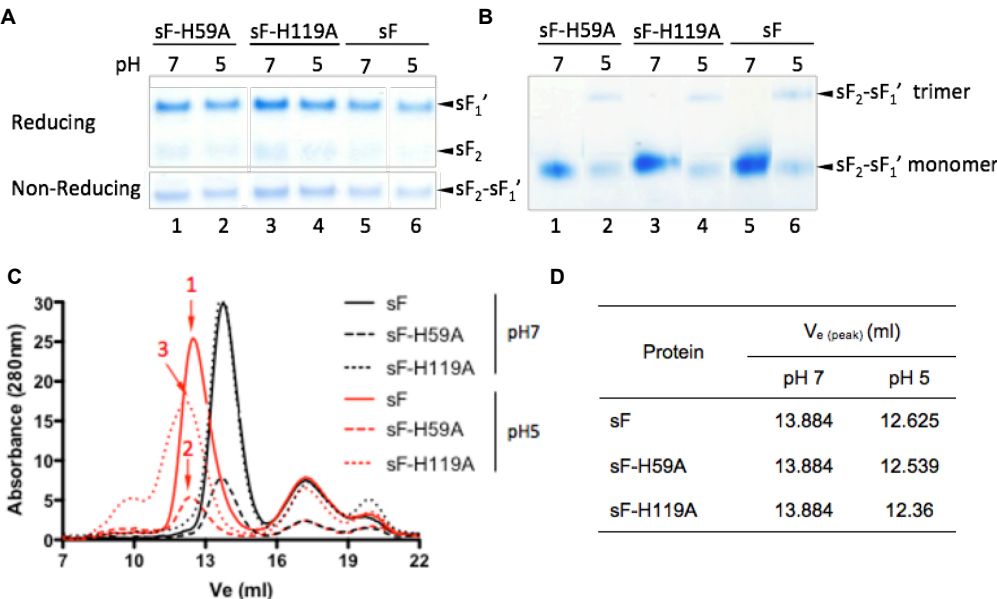 A
sF-H59A sF-H119A sF
pH 7 5 7 5 7 5
Reducing
sF₁’
sF₂
Non-Reducing
sF₂-sF₁’
1 2 3 4 5 6
B
sF-H59A sF-H119A sF
7 5 7 5 7 5
sF₂-sF₁’ trimer
sF₂-sF₁’ monomer
1 2 3 4 5 6
C
1
3
2
Absorbance (280nm)
30
25
20
15
10
5
0
7 10 13 16 19 22
Ve (ml)
sF
sF-H59A
sF-H119A
pH7
sF
sF-H59A
sF-H119A
pH5
D
Protein
Vₑ (peak) (ml)
pH 7 pH 5
sF 13.884 12.625
sF-H59A 13.884 12.539
sF-H119A 13.884 12.36